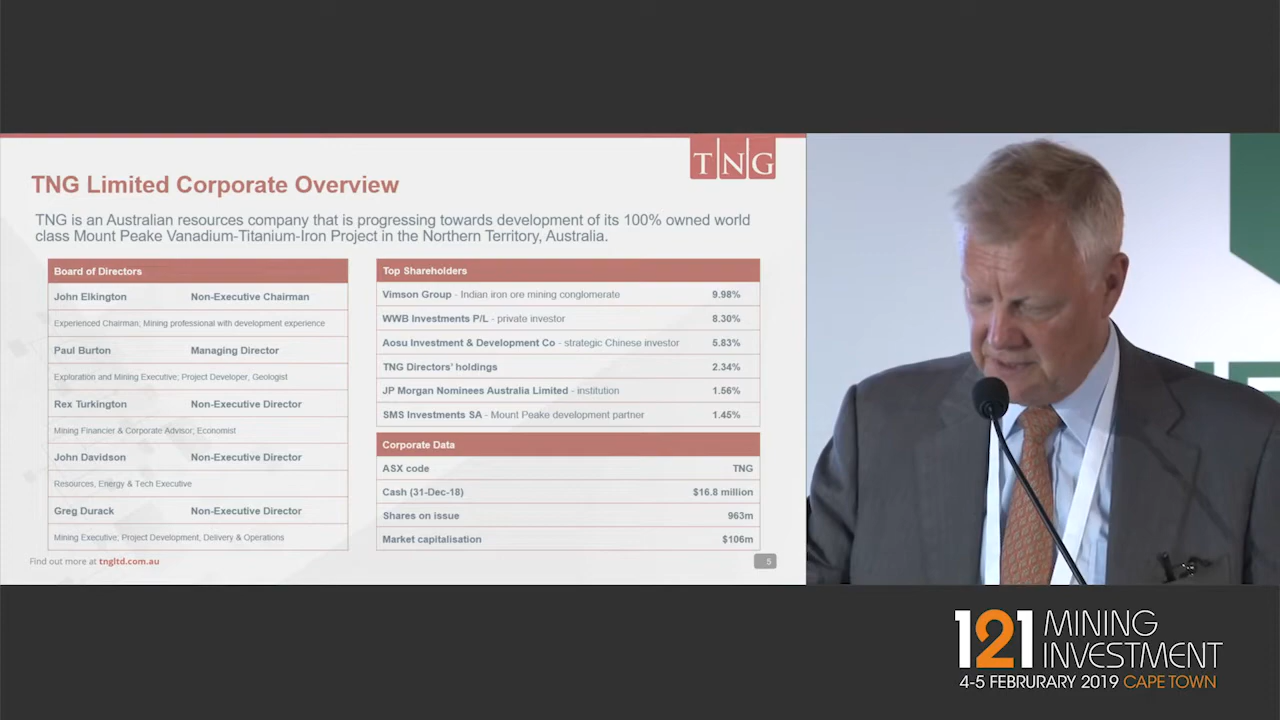 TNG
TNG Limited Corporate Overview
TNG is an Australian resources company that is progressing towards development of its 100% owned world
class Mount Peake Vanadium-Titanium-Iron Project in the Northern Territory, Australia.
Board of Directors
John Elkington Non-Executive Chairman
Experienced Chairman; Mining professional with development experience
Paul Burton Managing Director
Exploration and Mining Executive; Project Developer, Geologist
Rex Turkington Non-Executive Director
Mining Financier & Corporate Advisor, Economist
John Davidson Non-Executive Director
Resources, Energy & Tech Executive
Greg Durack Non-Executive Director
Mining Executive, Project Development, Delivery & Operations
Top Shareholders
Vimson Group - Indian iron ore mining conglomerate 9.98%
WWB Investments P/L - private investor 8.30%
Aosu Investment & Development Co - strategic Chinese investor 5.83%
TNG Directors' holdings 2.34%
JP Morgan Nominees Australia Limited - institution 1.56%
SMS Investments SA - Mount Peake development partner 1.45%
Corporate Data
ASX code TNG
Cash (31-Dec-18) $16.8 million
Shares on issue 963m
Market capitalisation $106m
Find out more at tngltd.com.au
5
121 MINING
INVESTMENT
4-5 FEBRURARY 2019 CAPE TOWN